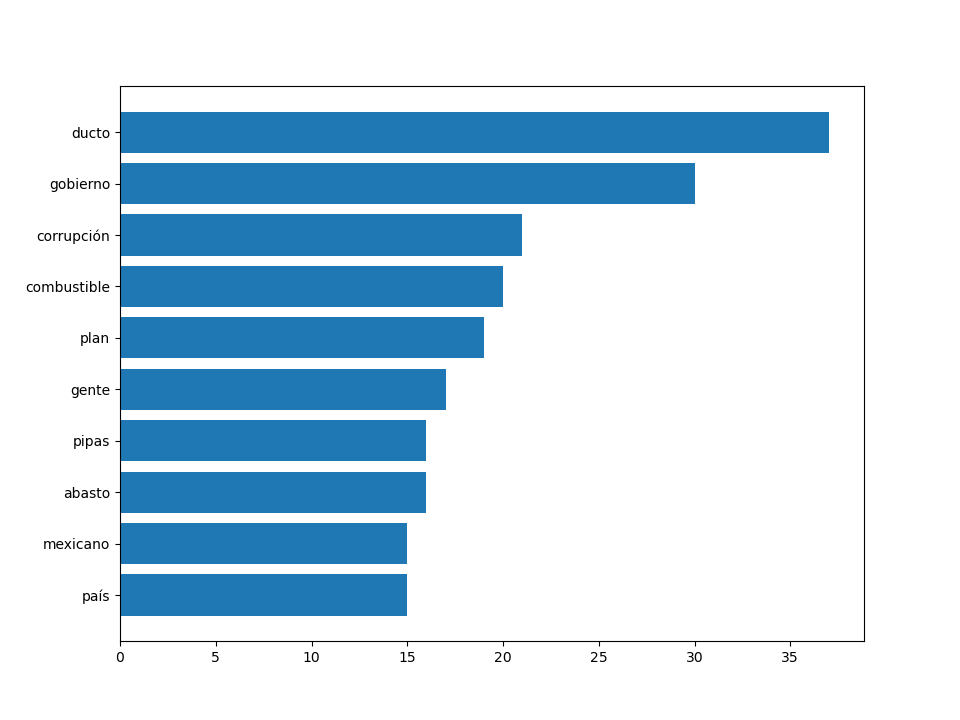 ducto
gobierno
corrupción
combustible
plan
gente
pipas
abasto
mexicano
país
0 5 10 15 20 25 30 35